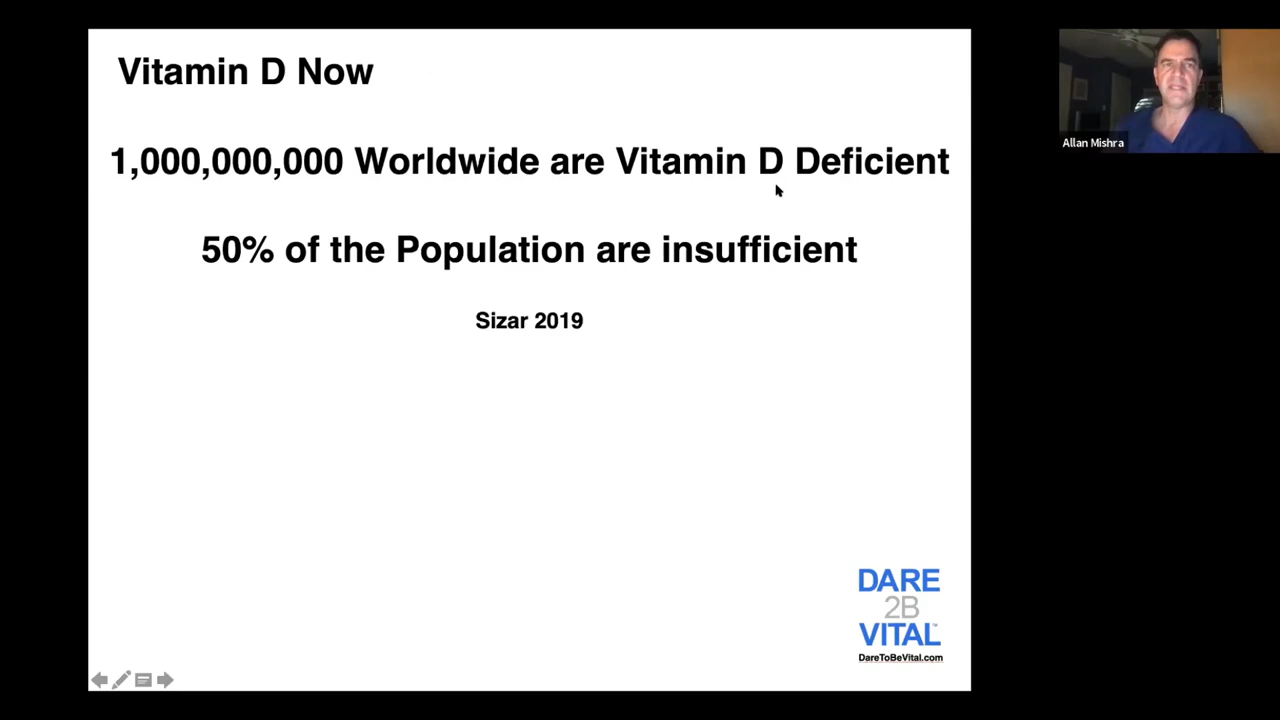 Vitamin D Now
1,000,000,000 Worldwide are Vitamin D Deficient
50% of the Population are insufficient
Sizar 2019
DARE
2B
VITAL™
DareToBeVital.com
Allan Mishra